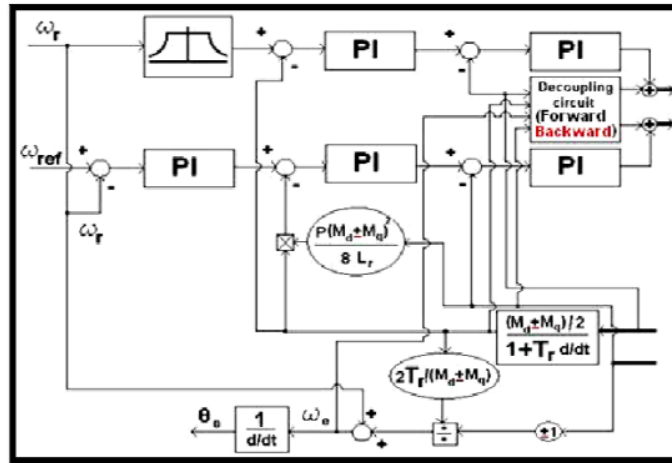 ωr
+
-
PI
+
-
PI
+
Decoupling
circuit
(Forward
Backward)
+
ωref
+
-
PI
+
-
PI
+
-
PI
ωr
P(Md±Mq)²
8 Lr
(Md±Mq)/2
1+Tr d/dt
2Tr/(Md±Mq)
θe
1
d/dt
ωe
+
+
÷
±1